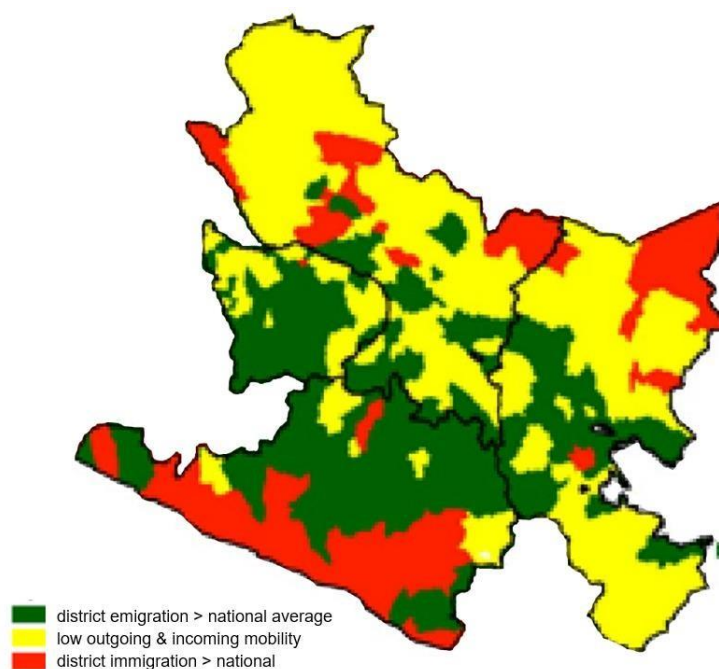 district emigration > national average
low outgoing & incoming mobility
district immigration > national